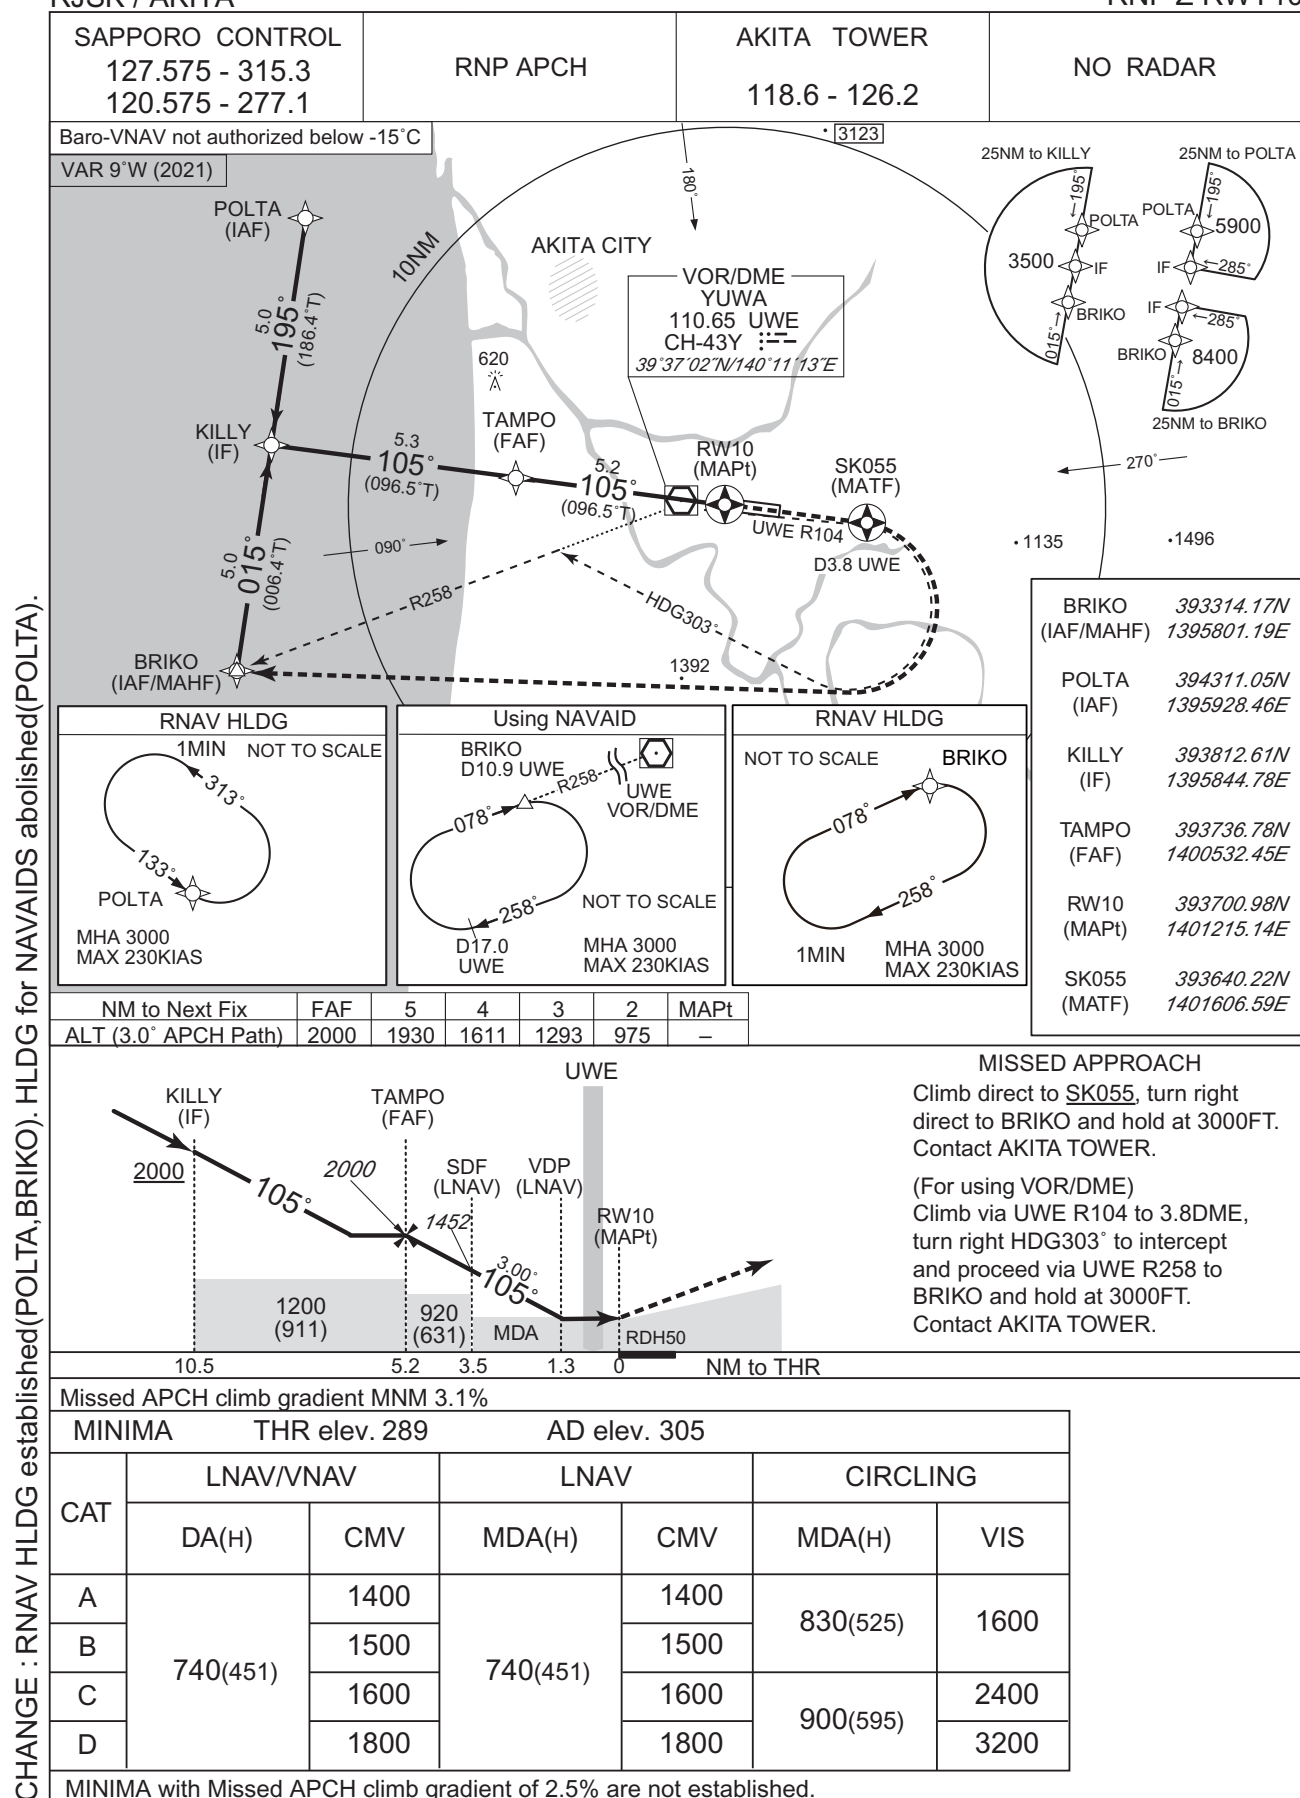 RJSK / AKITA
SAPPORO CONTROL
127.575 - 315.3
120.575 - 277.1
RNP APCH
AKITA TOWER
118.6 - 126.2
NO RADAR
Baro-VNAV not authorized below -15°C
VAR 9°W (2021)
POLTA
(IAF)
5.0
195°
(186.4°T)
KILLY
(IF)
5.0
015°
(006.4°T)
BRIKO
(IAF/MAHF)
10NM
180°
3123
AKITA CITY
VOR/DME
YUWA
110.65 UWE
CH-43Y
39°37´02˝N/140°11´13˝E
620
TAMPO
(FAF)
5.3
105°
(096.5°T)
5.2
105°
(096.5°T)
RW10
(MAPt)
SK055
(MATF)
UWE R104
D3.8 UWE
090°
270°
R258
HDG303°
1392
1135
1496
25NM to KILLY
195°
POLTA
3500
IF
BRIKO
015°
25NM to POLTA
195°
POLTA
5900
IF
285°
IF
285°
BRIKO
8400
015°
25NM to BRIKO
BRIKO 393314.17N
(IAF/MAHF) 1395801.19E
POLTA 394311.05N
(IAF) 1395928.46E
KILLY 393812.61N
(IF) 1395844.78E
TAMPO 393736.78N
(FAF) 1400532.45E
RW10 393700.98N
(MAPt) 1401215.14E
SK055 393640.22N
(MATF) 1401606.59E
RNAV HLDG
1MIN NOT TO SCALE
313°
133°
POLTA
MHA 3000
MAX 230KIAS
Using NAVAID
BRIKO
D10.9 UWE
R258
UWE
VOR/DME
078°
258°
NOT TO SCALE
D17.0
UWE
MHA 3000
MAX 230KIAS
RNAV HLDG
NOT TO SCALE
BRIKO
078°
258°
1MIN
MHA 3000
MAX 230KIAS
NM to Next Fix FAF 5 4 3 2 MAPt
ALT (3.0° APCH Path) 2000 1930 1611 1293 975 –
UWE
KILLY
(IF)
TAMPO
(FAF)
2000
105°
2000
SDF
(LNAV)
VDP
(LNAV)
1452
RW10
(MAPt)
3.00°
105°
1200
(911)
920
(631)
MDA
RDH50
10.5 5.2 3.5 1.3 0 NM to THR
MISSED APPROACH
Climb direct to SK055, turn right
direct to BRIKO and hold at 3000FT.
Contact AKITA TOWER.
(For using VOR/DME)
Climb via UWE R104 to 3.8DME,
turn right HDG303° to intercept
and proceed via UWE R258 to
BRIKO and hold at 3000FT.
Contact AKITA TOWER.
Missed APCH climb gradient MNM 3.1%
MINIMA THR elev. 289 AD elev. 305
CAT LNAV/VNAV LNAV CIRCLING
DA(H) CMV MDA(H) CMV MDA(H) VIS
A 740(451) 1400 740(451) 1400 830(525) 1600
B 1500 1500
C 1600 1600 900(595) 2400
D 1800 1800 3200
MINIMA with Missed APCH climb gradient of 2.5% are not established.
CHANGE : RNAV HLDG established(POLTA,BRIKO). HLDG for NAVAIDS abolished(POLTA).